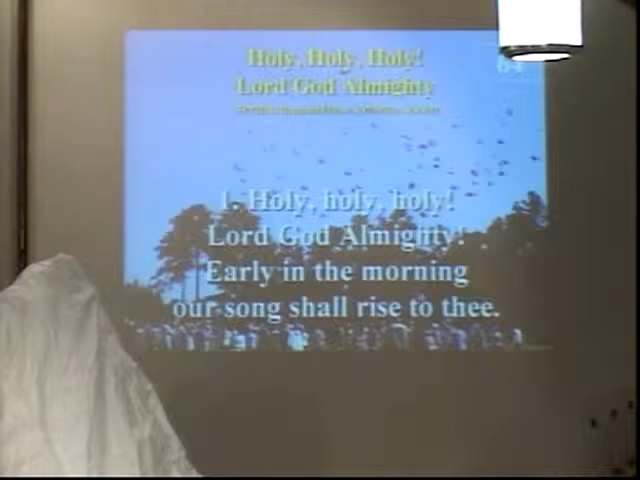 Holy, Holy, Holy!
Lord God Almighty
64
1. Holy, holy, holy!
Lord God Almighty!
Early in the morning
our song shall rise to thee.